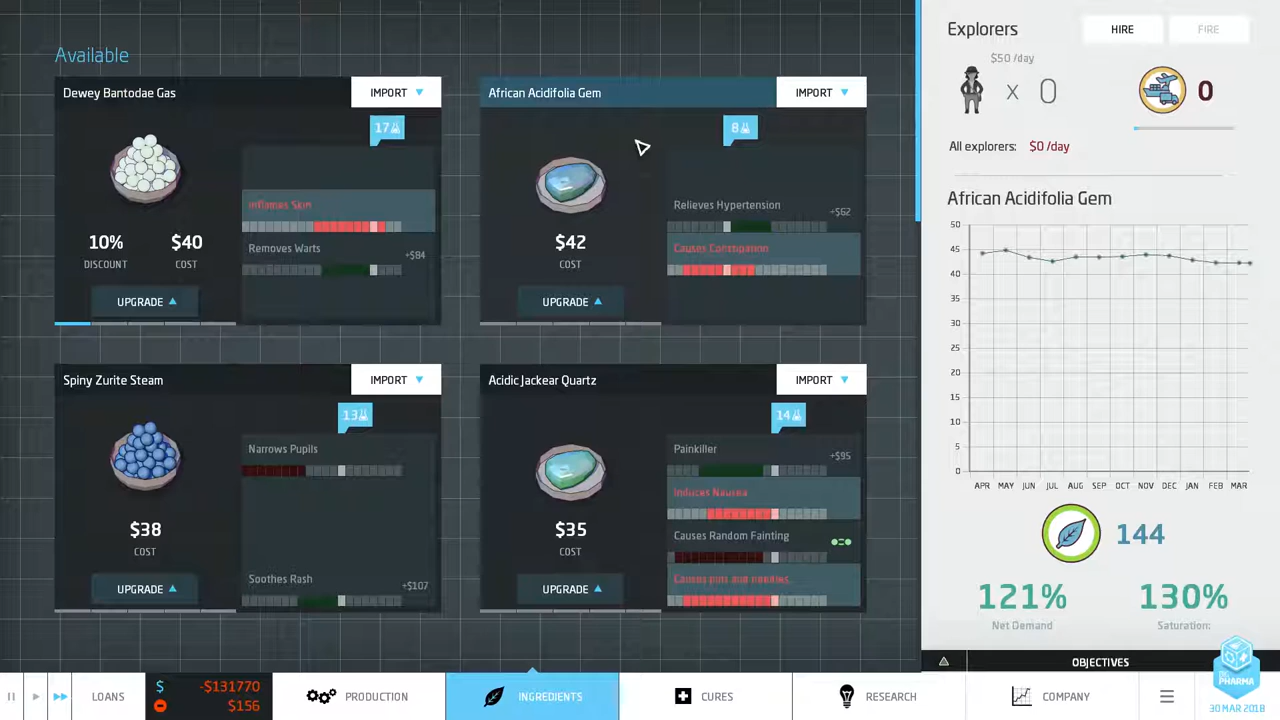 Available
Dewey Bantodae Gas
IMPORT
17
Inflames Skin
Removes Warts
+$84
10%
DISCOUNT
$40
COST
UPGRADE
African Acidifolia Gem
IMPORT
8
Relieves Hypertension
+$62
Causes Constipation
$42
COST
UPGRADE
Spiny Zurite Steam
IMPORT
13
Narrows Pupils
Soothes Rash
+$107
$38
COST
UPGRADE
Acidic Jackear Quartz
IMPORT
14
Painkiller
+$95
Induces Nausea
Causes Random Fainting
Causes pins and needles
$35
COST
UPGRADE
Explorers
HIRE
FIRE
$50 /day
X 0
0
All explorers: $0 /day
African Acidifolia Gem
50
45
40
35
30
25
20
15
10
5
0
APR MAY JUN JUL AUG SEP OCT NOV DEC JAN FEB MAR
144
121%
Net Demand
130%
Saturation:
OBJECTIVES
LOANS
$ -$131770
$156
PRODUCTION
INGREDIENTS
CURES
RESEARCH
COMPANY
PHARMA
30 MAR 2018